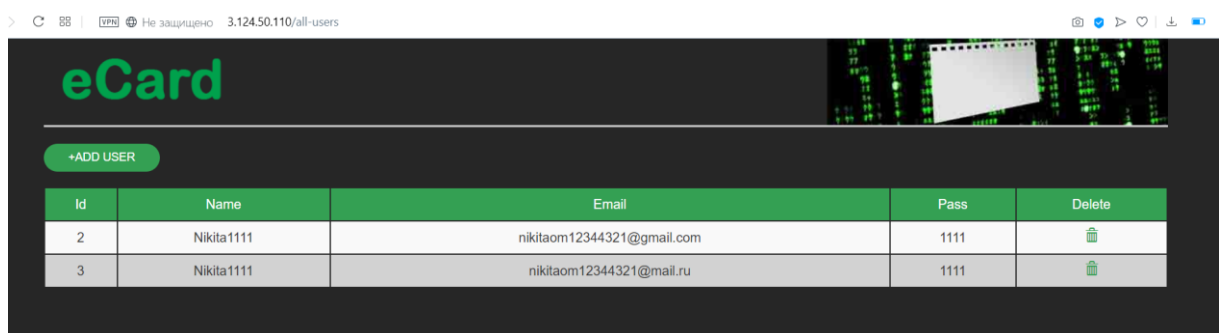 VPN Не защищено 3.124.50.110/all-users
eCard
+ADD USER
Id Name Email Pass Delete
2 Nikita1111 nikitaom12344321@gmail.com 1111
3 Nikita1111 nikitaom12344321@mail.ru 1111